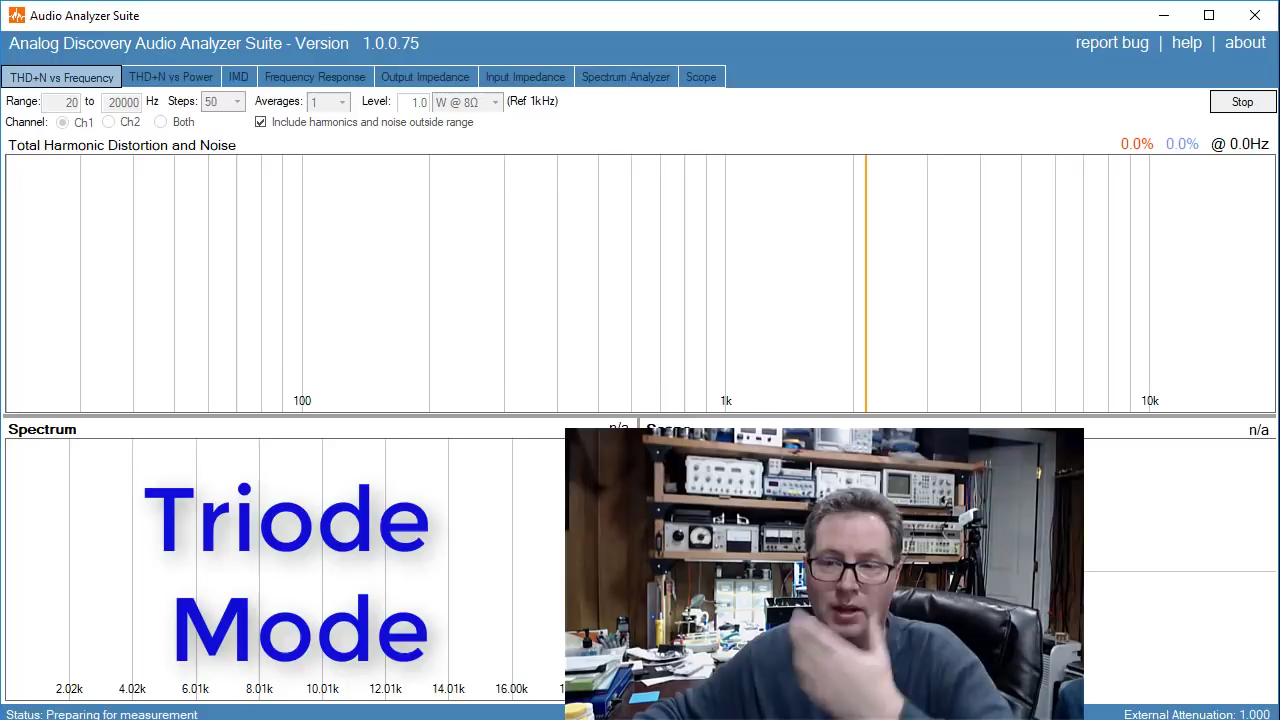 Audio Analyzer Suite
Analog Discovery Audio Analyzer Suite - Version 1.0.0.75
report bug | help | about
THD+N vs Frequency THD+N vs Power IMD Frequency Response Output Impedance Input Impedance Spectrum Analyzer Scope
Range: 20 to 20000 Hz Steps: 50 Averages: 1 Level: 1.0 W @ 8Ω (Ref 1kHz) Stop
Channel: Ch1 Ch2 Both Include harmonics and noise outside range
Total Harmonic Distortion and Noise 0.0% 0.0% @ 0.0Hz
100 1k 10k
Spectrum n/a Scope n/a
Triode
Mode
2.02k 4.02k 6.01k 8.01k 10.01k 12.01k 14.01k 16.00k
Status: Preparing for measurement External Attenuation: 1.000